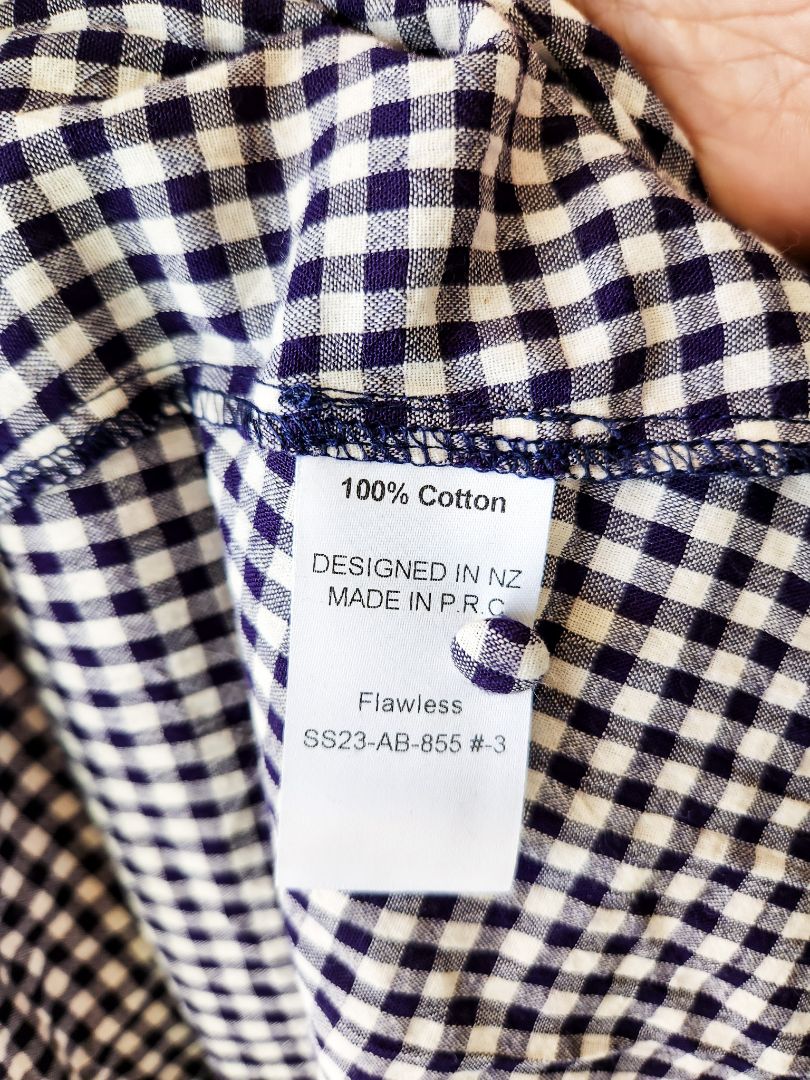 100% Cotton
DESIGNED IN NZ
MADE IN P.R.C
Flawless
SS23-AB-855 #-3